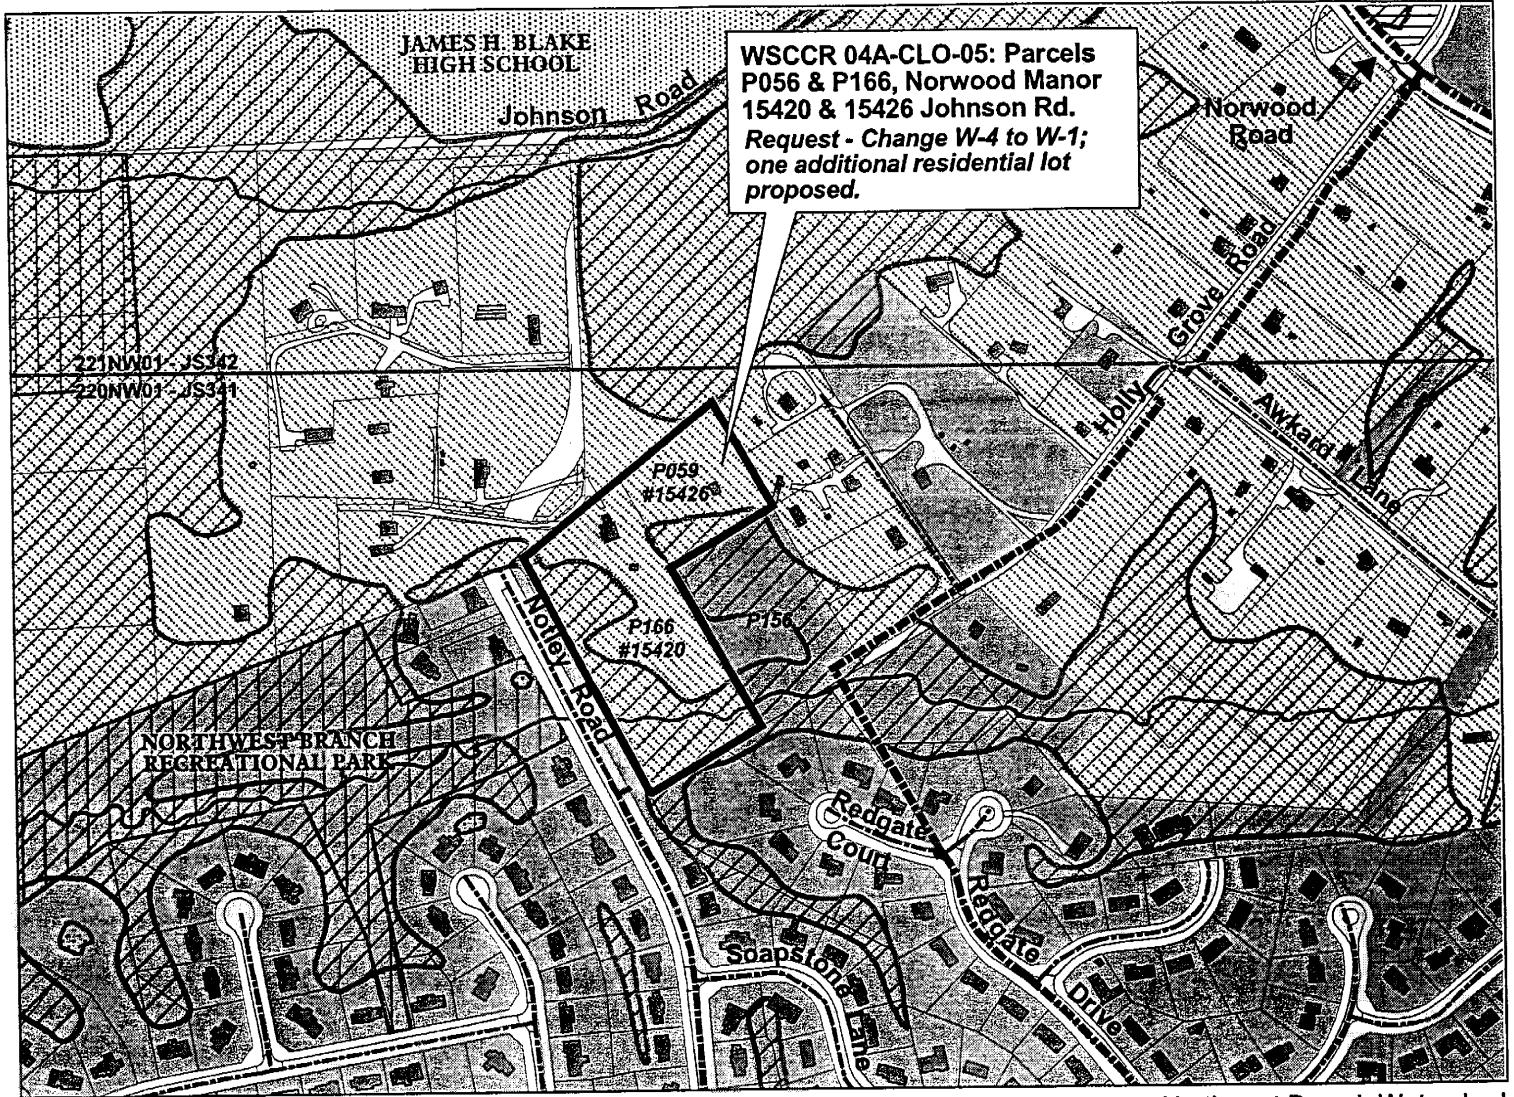 JAMES H. BLAKE
HIGH SCHOOL
Johnson Road
WSCCR 04A-CLO-05: Parcels
P056 & P166, Norwood Manor
15420 & 15426 Johnson Rd.
Request - Change W-4 to W-1;
one additional residential lot
proposed.
Norwood
Road
Holly Grove Road
221NW01 - JS342
220NW01 - JS341
Awkard Lane
P059
#15426
P166
#15420
P156
Notley Road
NORTHWEST BRANCH
RECREATIONAL PARK
Redgate
Court
Redgate Drive
Soapstone Lane